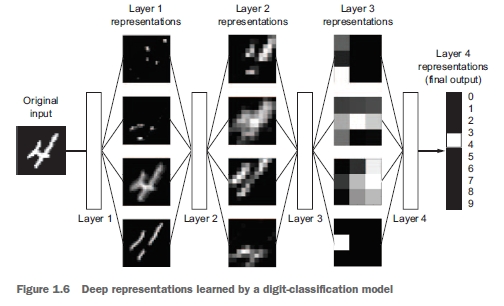 Layer 1
representations
Layer 2
representations
Layer 3
representations
Layer 4
representations
(final output)
Original
input
0
1
2
3
4
5
6
7
8
9
Layer 1
Layer 2
Layer 3
Layer 4
Figure 1.6 Deep representations learned by a digit-classification model